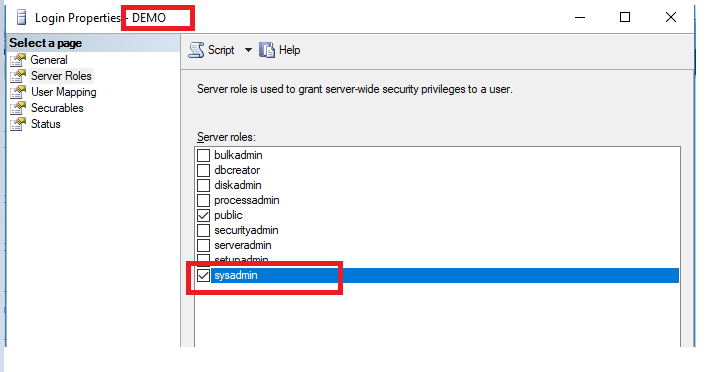 Login Properties - DEMO
Select a page
General
Server Roles
User Mapping
Securables
Status
Script
Help
Server role is used to grant server-wide security privileges to a user.
Server roles:
bulkadmin
dbcreator
diskadmin
processadmin
public
securityadmin
serveradmin
setupadmin
sysadmin